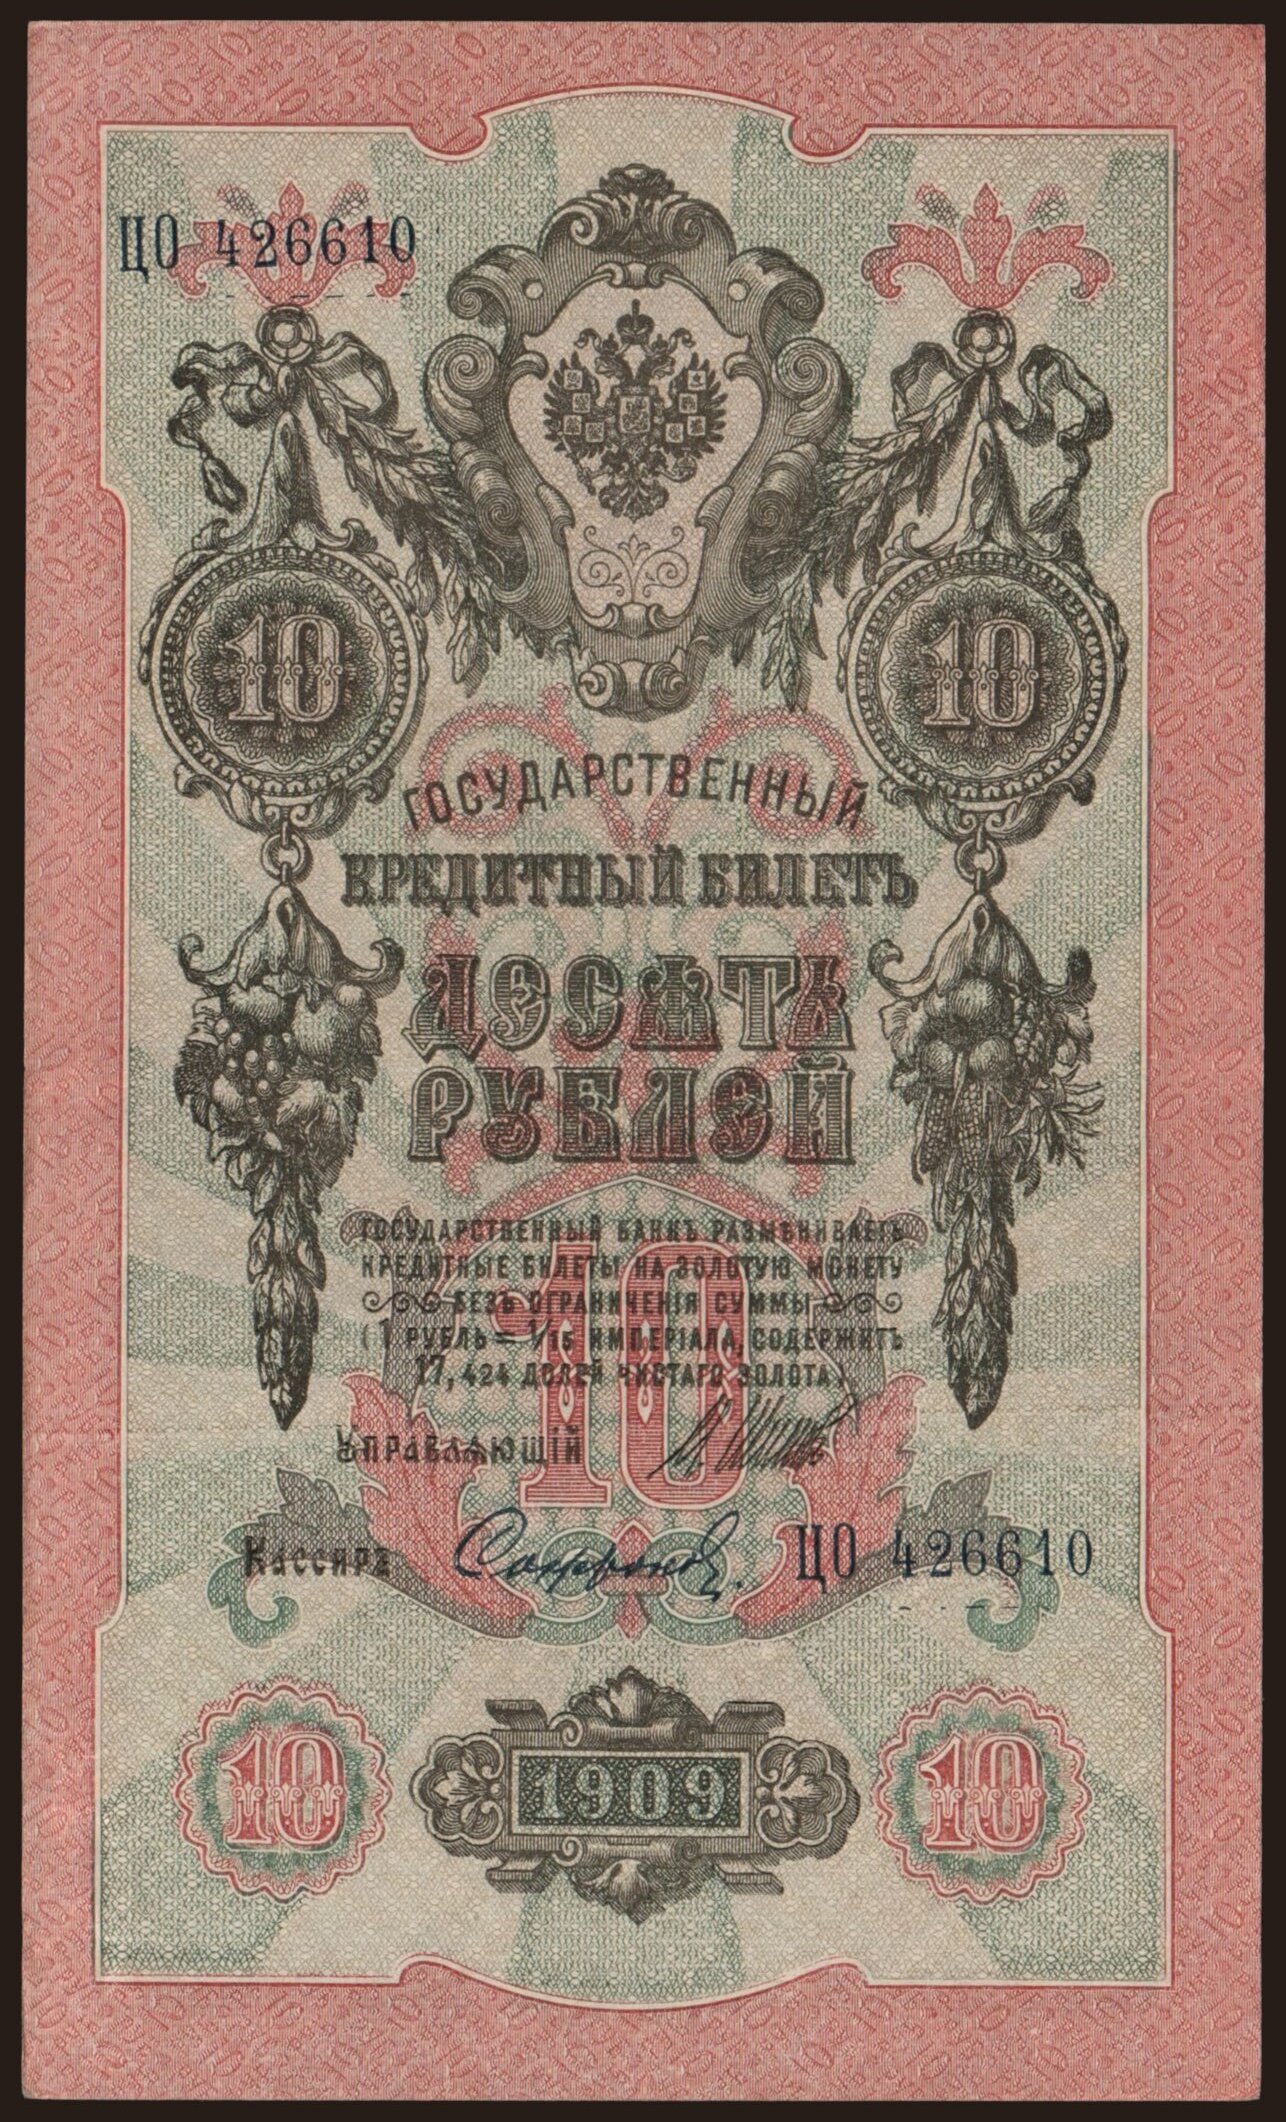 ЦО 426610
10 10
ГОСУДАРСТВЕННЫЙ
КРЕДИТНЫЙ БИЛЕТЪ
ДЕСЯТЬ
РУБЛЕЙ
ГОСУДАРСТВЕННЫЙ БАНКЪ РАЗМѢНИВАЕТЪ
КРЕДИТНЫЕ БИЛЕТЫ НА ЗОЛОТУЮ МОНЕТУ
БЕЗЪ ОГРАНИЧЕНІЯ СУММЫ
(1 РУБЛЬ = 1/15 ИМПЕРІАЛА, СОДЕРЖИТЪ
17,424 ДОЛЕЙ ЧИСТАГО ЗОЛОТА)
10
УПРАВЛЯЮЩІЙ
КАССИРЪ Софронов ЦО 426610
10 1909 10